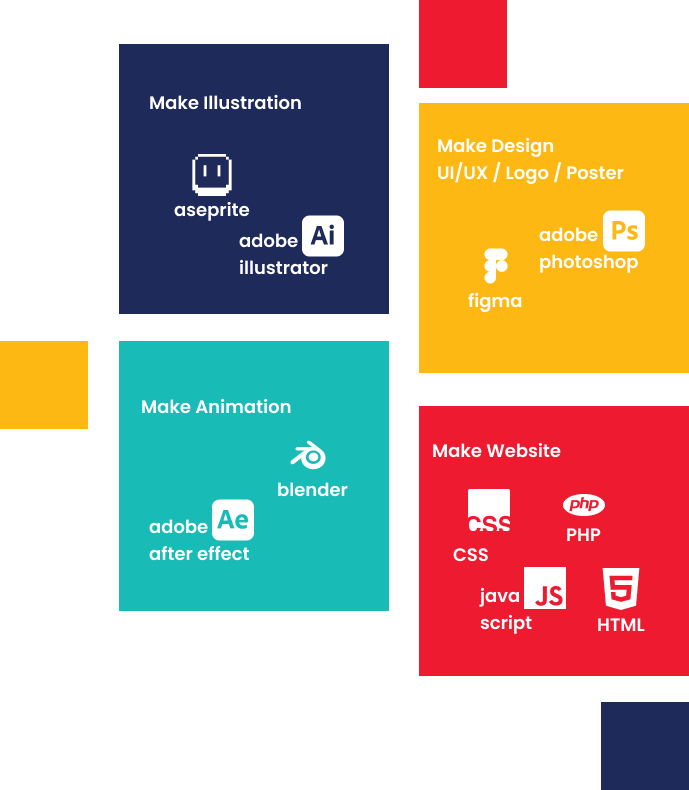 Make Illustration
aseprite
adobe Ai
illustrator
Make Design
UI/UX / Logo / Poster
adobe Ps
photoshop
figma
Make Animation
blender
adobe Ae
after effect
Make Website
CSS
CSS
php
PHP
java JS
script
5
HTML